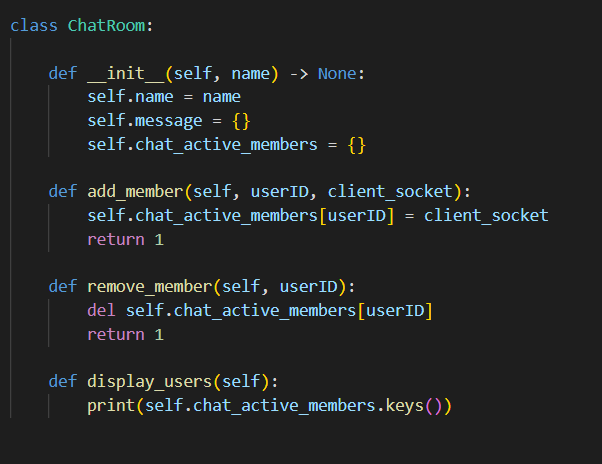 class ChatRoom:
    def __init__(self, name) -> None:
        self.name = name
        self.message = {}
        self.chat_active_members = {}
    def add_member(self, userID, client_socket):
        self.chat_active_members[userID] = client_socket
        return 1
    def remove_member(self, userID):
        del self.chat_active_members[userID]
        return 1
    def display_users(self):
        print(self.chat_active_members.keys())